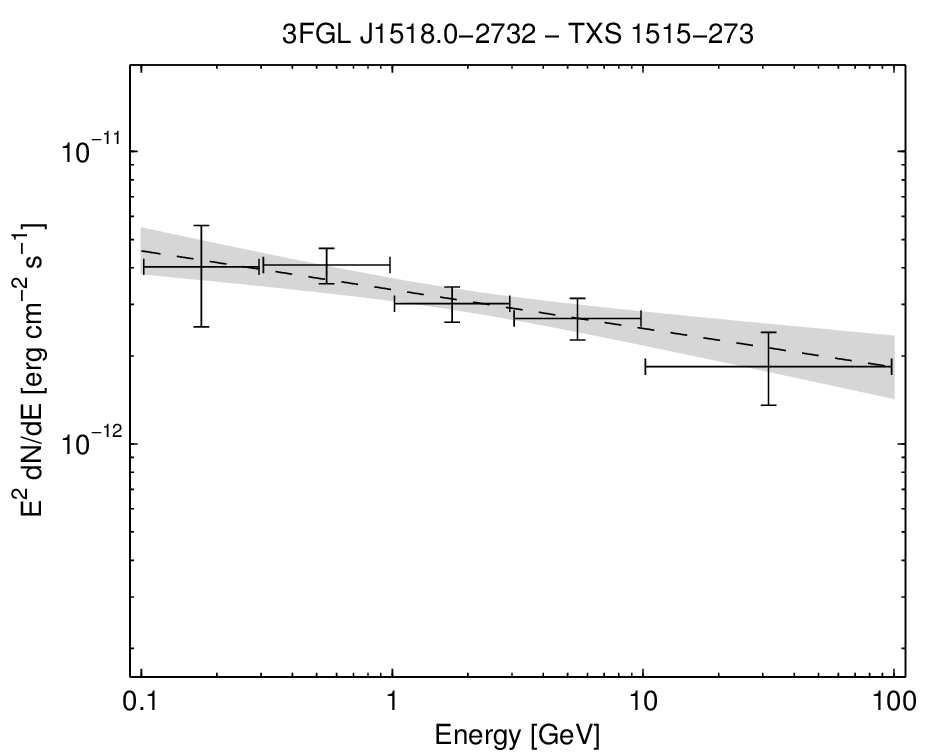 3FGL J1518.0−2732 − TXS 1515−273
10⁻¹¹
10⁻¹²
E² dN/dE [erg cm⁻² s⁻¹]
0.1 1 10 100
Energy [GeV]